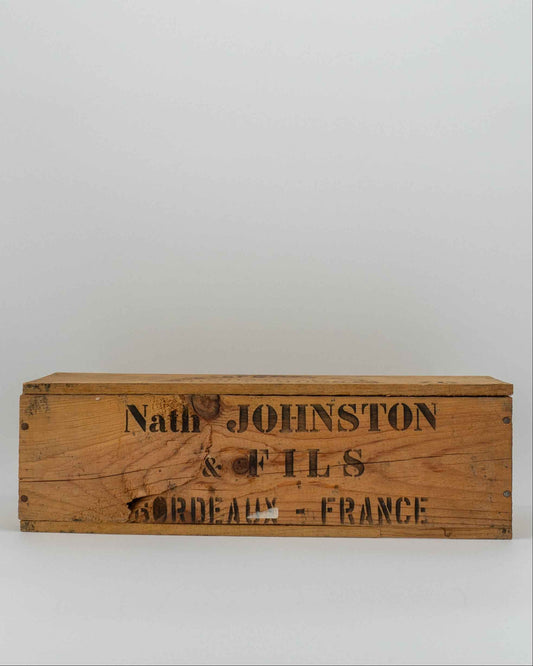 Nath JOHNSTON
& FILS
BORDEAUX - FRANCE